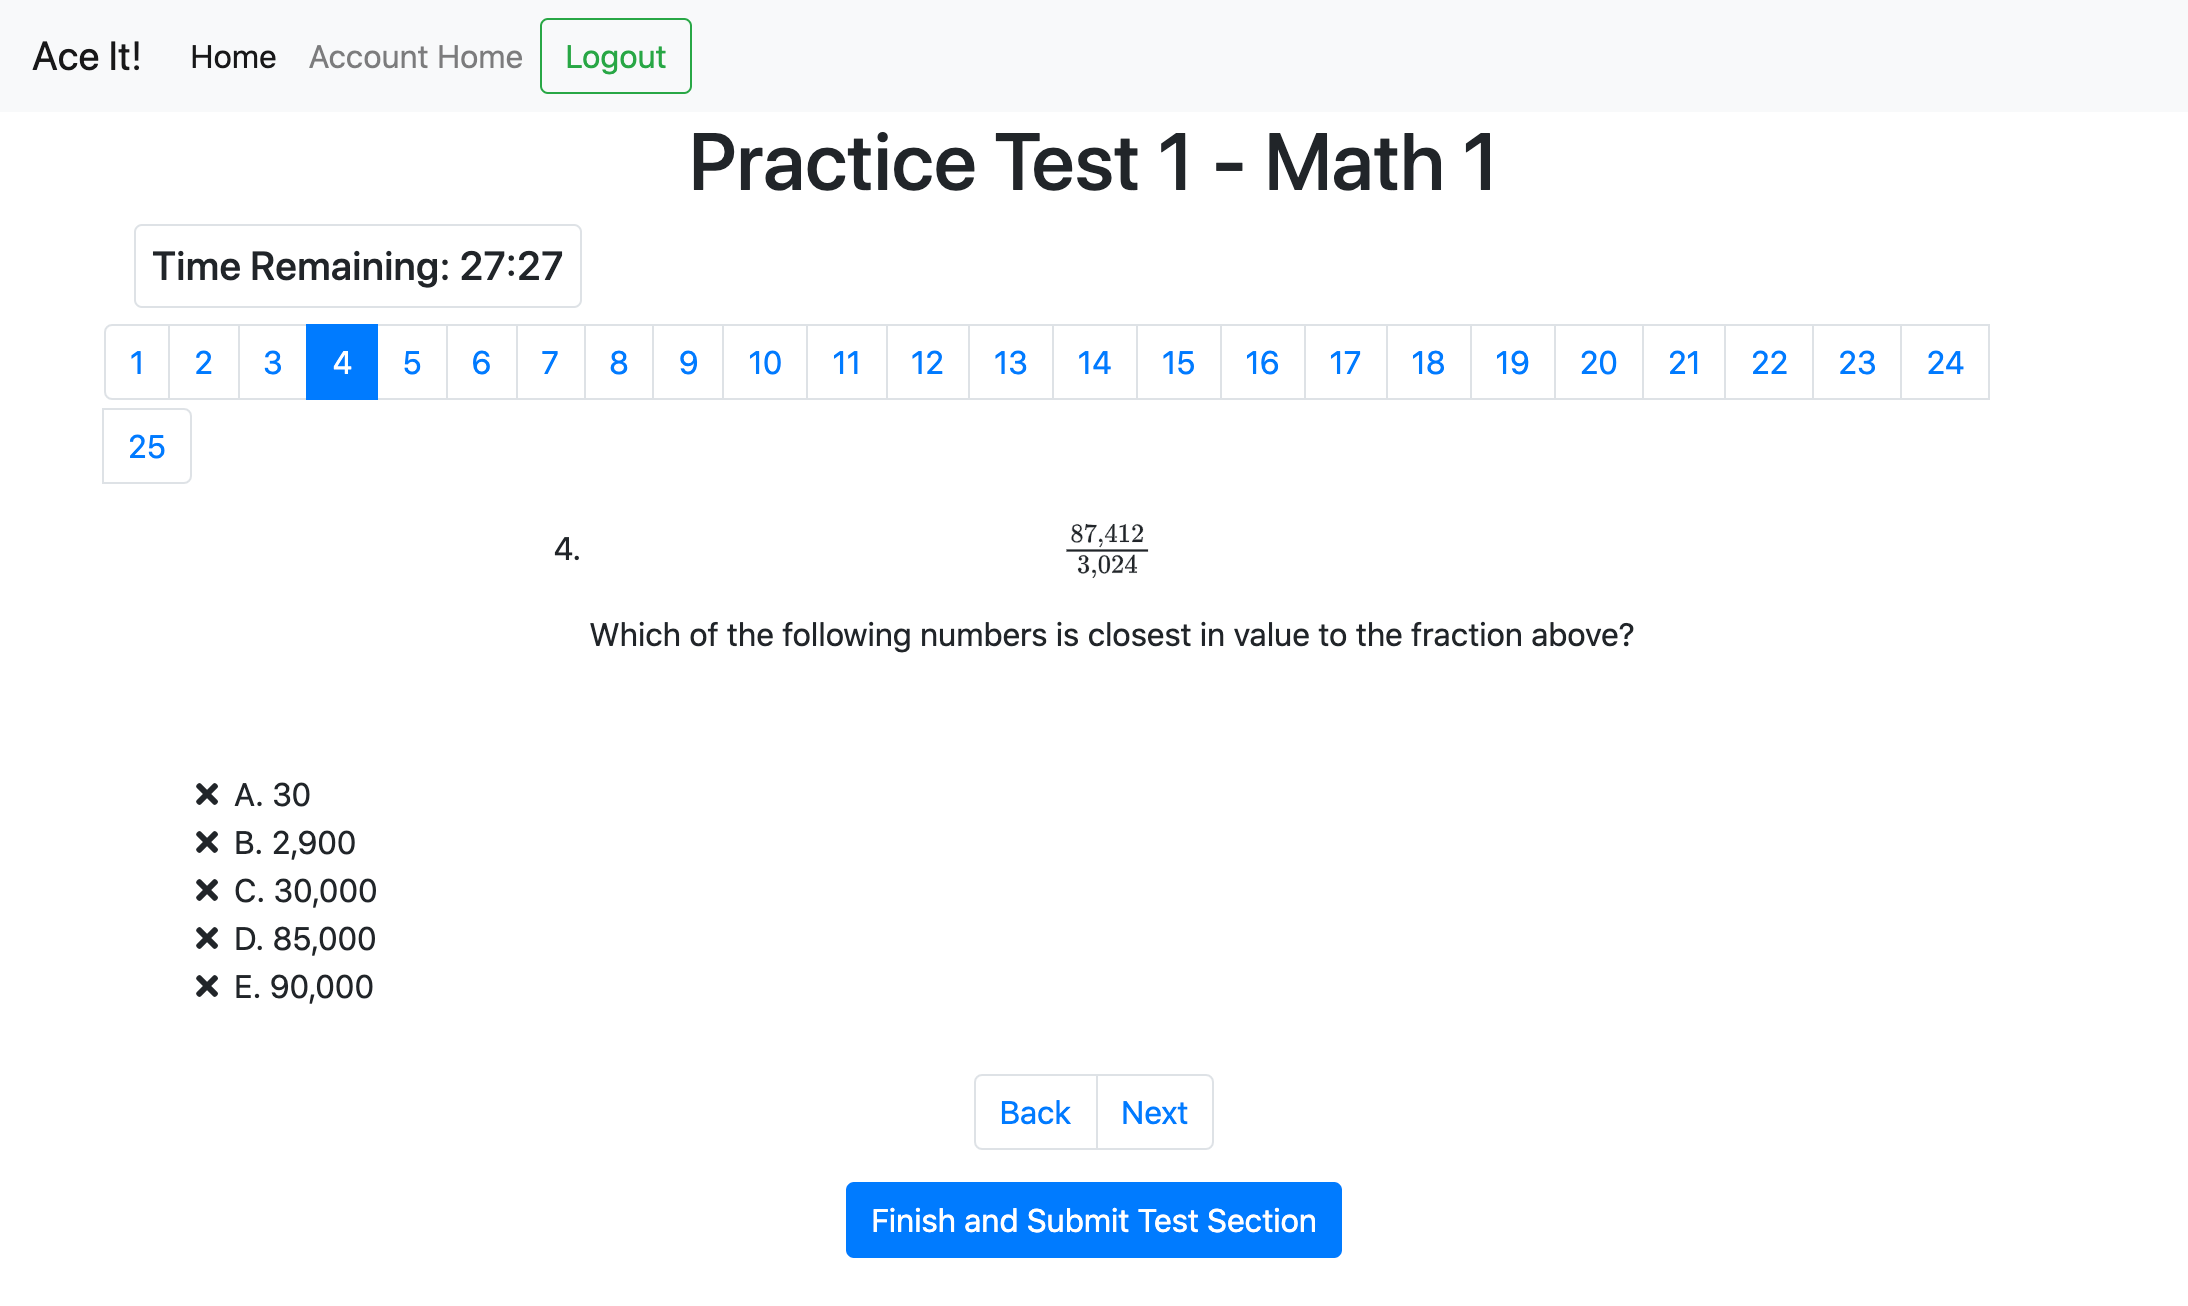 Ace It! Home Account Home Logout
Practice Test 1 - Math 1
Time Remaining: 27:27
1 2 3 4 5 6 7 8 9 10 11 12 13 14 15 16 17 18 19 20 21 22 23 24
25
4.
87,412
3,024
Which of the following numbers is closest in value to the fraction above?
A. 30
B. 2,900
C. 30,000
D. 85,000
E. 90,000
Back Next
Finish and Submit Test Section